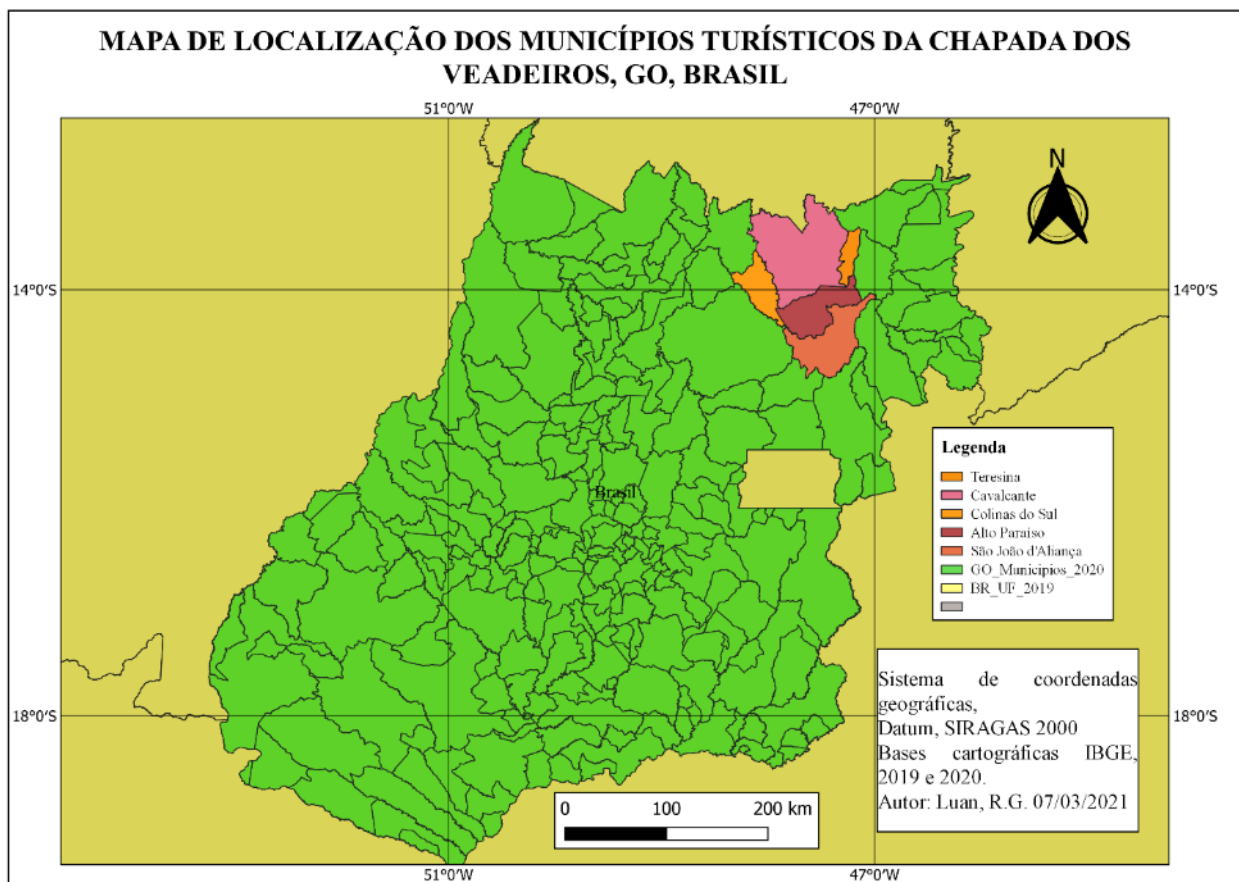 MAPA DE LOCALIZAÇÃO DOS MUNICÍPIOS TURÍSTICOS DA CHAPADA DOS
VEADEIROS, GO, BRASIL
51°0'W
47°0'W
N
14°0'S
14°0'S
Brasil
Legenda
Teresina
Cavalcante
Colinas do Sul
Alto Paraíso
São João d'Aliança
GO_Municipios_2020
BR_UF_2019
18°0'S
18°0'S
Sistema de coordenadas
geográficas,
Datum, SIRAGAS 2000
Bases cartográficas IBGE,
2019 e 2020.
Autor: Luan, R.G. 07/03/2021
0 100 200 km
51°0'W
47°0'W